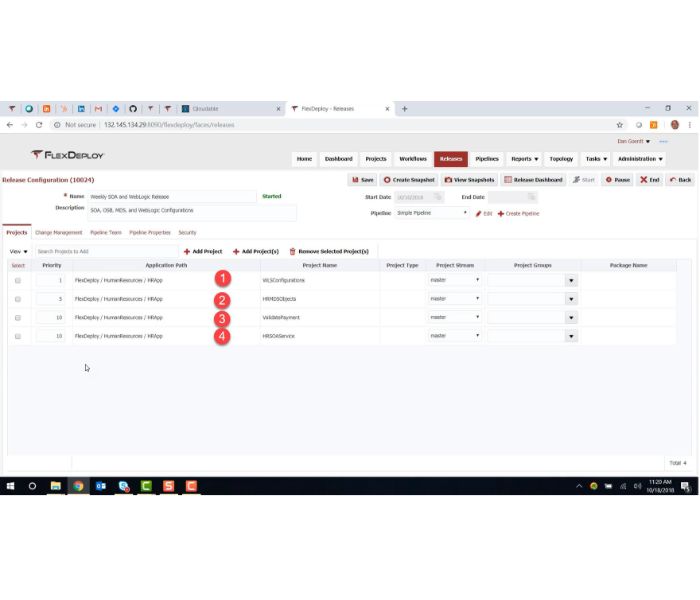 Cloudable × FlexDeploy - Releases × +
Not secure | 132.145.134.29:8090/flexdeploy/faces/releases
Dan Goerdt
FLEXDEPLOY
Home Dashboard Projects Workflows Releases Pipelines Reports Topology Tasks Administration
Release Configuration (10024) Save Create Snapshot View Snapshots Release Dashboard Start Pause End Back
* Name Weekly SOA and WebLogic Release Started Start Date 10/10/2018 End Date
Description SOA, OSB, MDS, and WebLogic Configurations Pipeline Simple Pipeline Edit Create Pipeline
Projects Change Management Pipeline Team Pipeline Properties Security
View Search Projects to Add Add Project Add Project(s) Remove Selected Project(s)
Select Priority Application Path Project Name Project Type Project Stream Project Groups Package Name
1 FlexDeploy / HumanResources / HRApp 1 WLSConfigurations master
5 FlexDeploy / HumanResources / HRApp 2 HRMDSObjects master
10 FlexDeploy / HumanResources / HRApp 3 ValidatePayment master
10 FlexDeploy / HumanResources / HRApp 4 HRSOAService master
Total 4
11:20 AM
10/18/2018